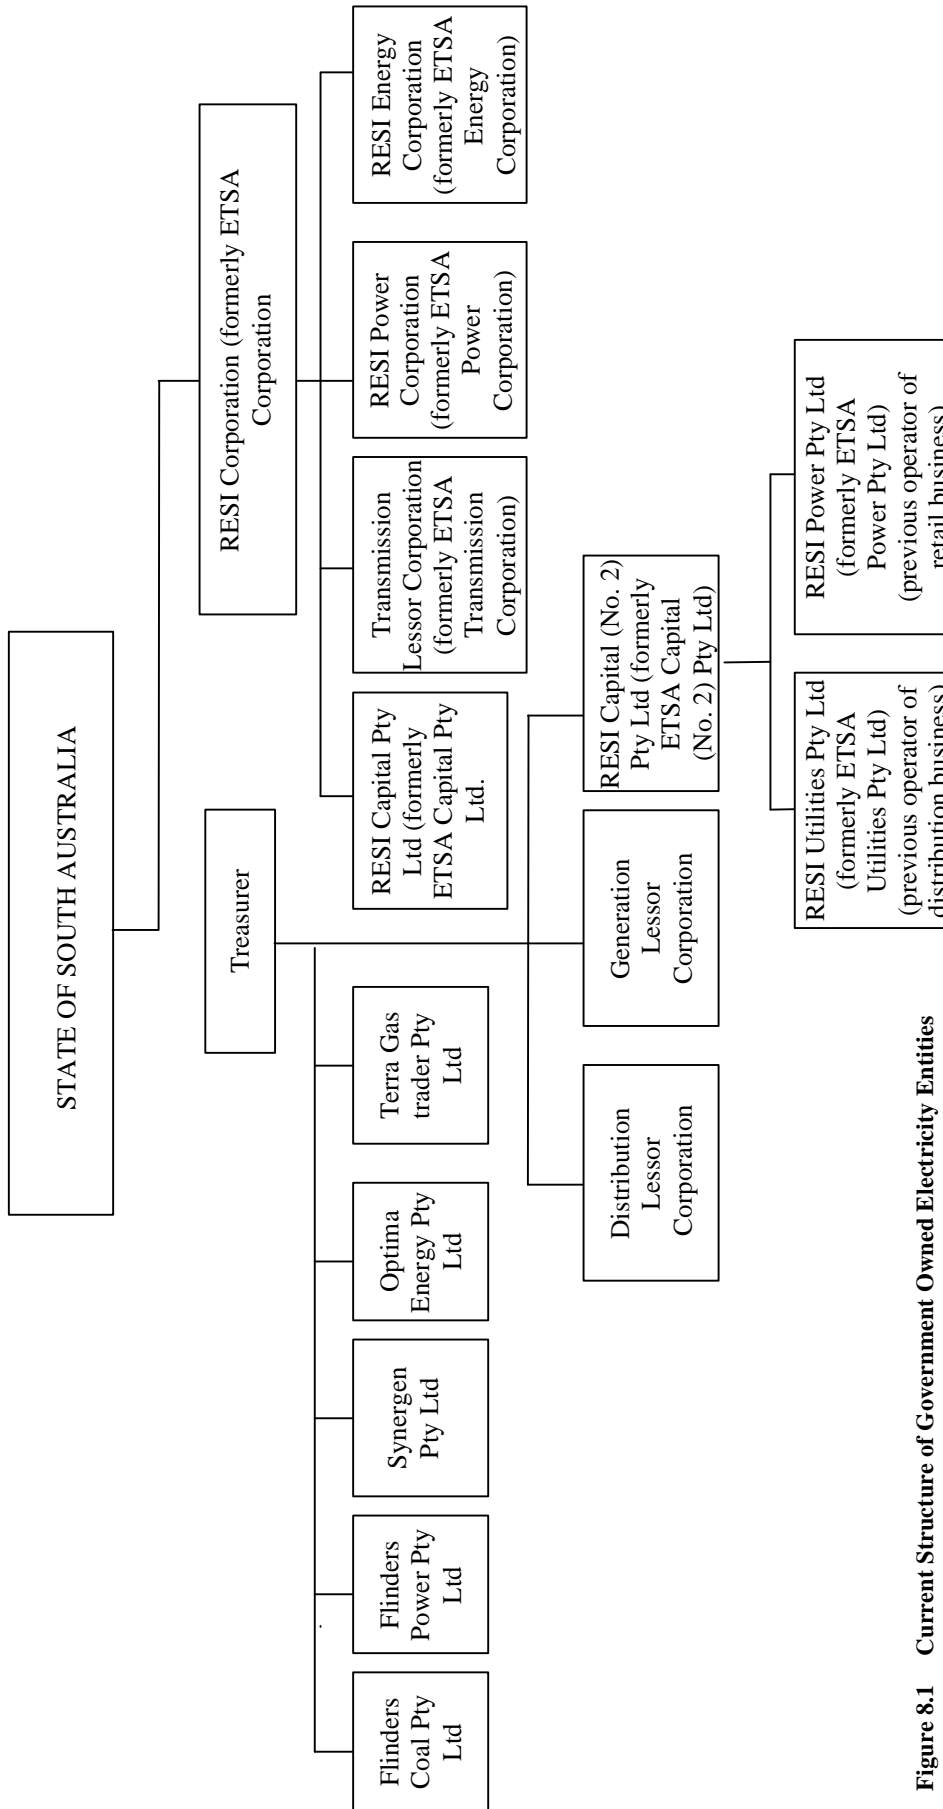 STATE OF SOUTH AUSTRALIA
Treasurer
RESI Corporation (formerly ETSA
Corporation
Flinders
Coal Pty
Ltd
Flinders
Power Pty
Ltd
Synergen
Pty Ltd
Optima
Energy Pty
Ltd
Terra Gas
trader Pty
Ltd
RESI Capital Pty
Ltd (formerly
ETSA Capital Pty
Ltd.
Transmission
Lessor Corporation
(formerly ETSA
Transmission
Corporation)
RESI Power
Corporation
(formerly ETSA
Power
Corporation)
RESI Energy
Corporation
(formerly ETSA
Energy
Corporation)
Distribution
Lessor
Corporation
Generation
Lessor
Corporation
RESI Capital (No. 2)
Pty Ltd (formerly
ETSA Capital
(No. 2) Pty Ltd)
RESI Utilities Pty Ltd
(formerly ETSA
Utilities Pty Ltd)
(previous operator of
distribution business)
RESI Power Pty Ltd
(formerly ETSA
Power Pty Ltd)
(previous operator of
retail business)
Figure 8.1 Current Structure of Government Owned Electricity Entities